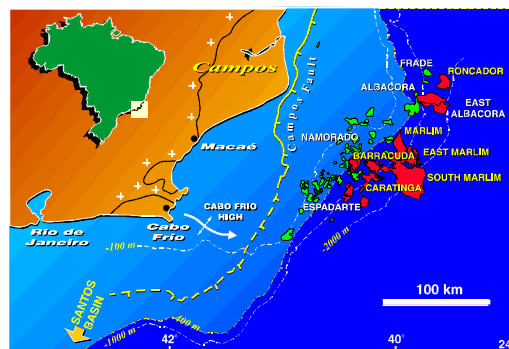 Campos
Campos Fault
FRADE
RONCADOR
ALBACORA
EAST
ALBACORA
NAMORADO
MARLIM
Macaé
BARRACUDA
EAST MARLIM
SOUTH MARLIM
CARATINGA
CABO FRIO
HIGH
ESPADARTE
Rio de
Janeiro
Cabo
Frio
-100 m
-2000 m
100 km
SANTOS
BASIN
-400 m
-1000 m
42
40
24